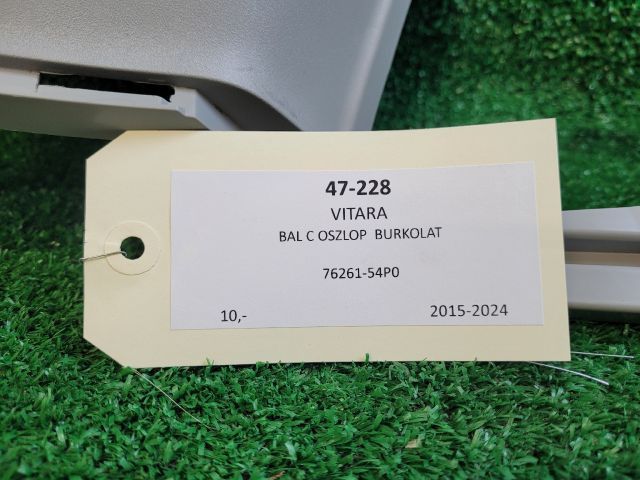 47-228
VITARA
BAL C OSZLOP BURKOLAT
76261-54P0
10,- 2015-2024